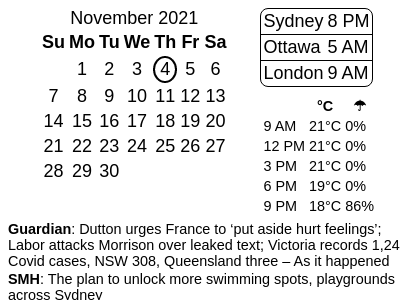 November 2021
Su Mo Tu We Th Fr Sa
1 2 3 4 5 6
7 8 9 10 11 12 13
14 15 16 17 18 19 20
21 22 23 24 25 26 27
28 29 30
Sydney 8 PM
Ottawa 5 AM
London 9 AM
°C ☂
9 AM 21°C 0%
12 PM 21°C 0%
3 PM 21°C 0%
6 PM 19°C 0%
9 PM 18°C 86%
Guardian: Dutton urges France to ‘put aside hurt feelings’;
Labor attacks Morrison over leaked text; Victoria records 1,24
Covid cases, NSW 308, Queensland three – As it happened
SMH: The plan to unlock more swimming spots, playgrounds
across Sydney